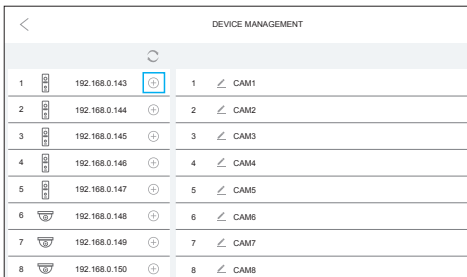 DEVICE MANAGEMENT
1 192.168.0.143 1 CAM1
2 192.168.0.144 2 CAM2
3 192.168.0.145 3 CAM3
4 192.168.0.146 4 CAM4
5 192.168.0.147 5 CAM5
6 192.168.0.148 6 CAM6
7 192.168.0.149 7 CAM7
8 192.168.0.150 8 CAM8